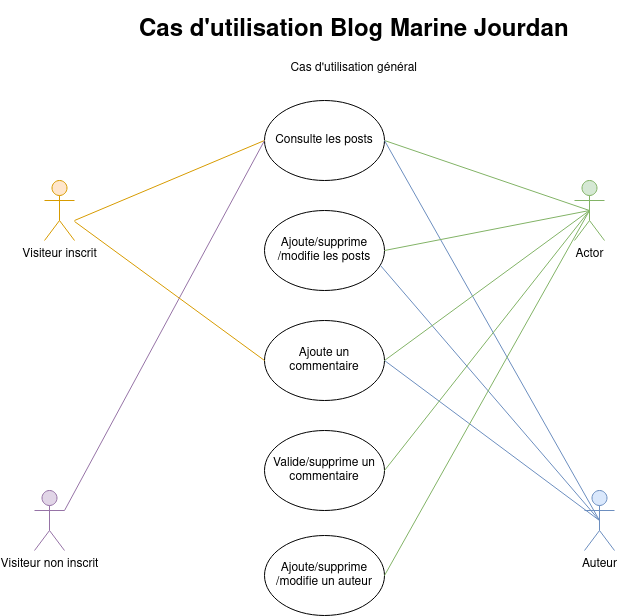 Cas d'utilisation Blog Marine Jourdan
Cas d'utilisation général
Consulte les posts
Ajoute/supprime
/modifie les posts
Visiteur inscrit
Actor
Ajoute un
commentaire
Valide/supprime un
commentaire
Ajoute/supprime
/modifie un auteur
Visiteur non inscrit
Auteur